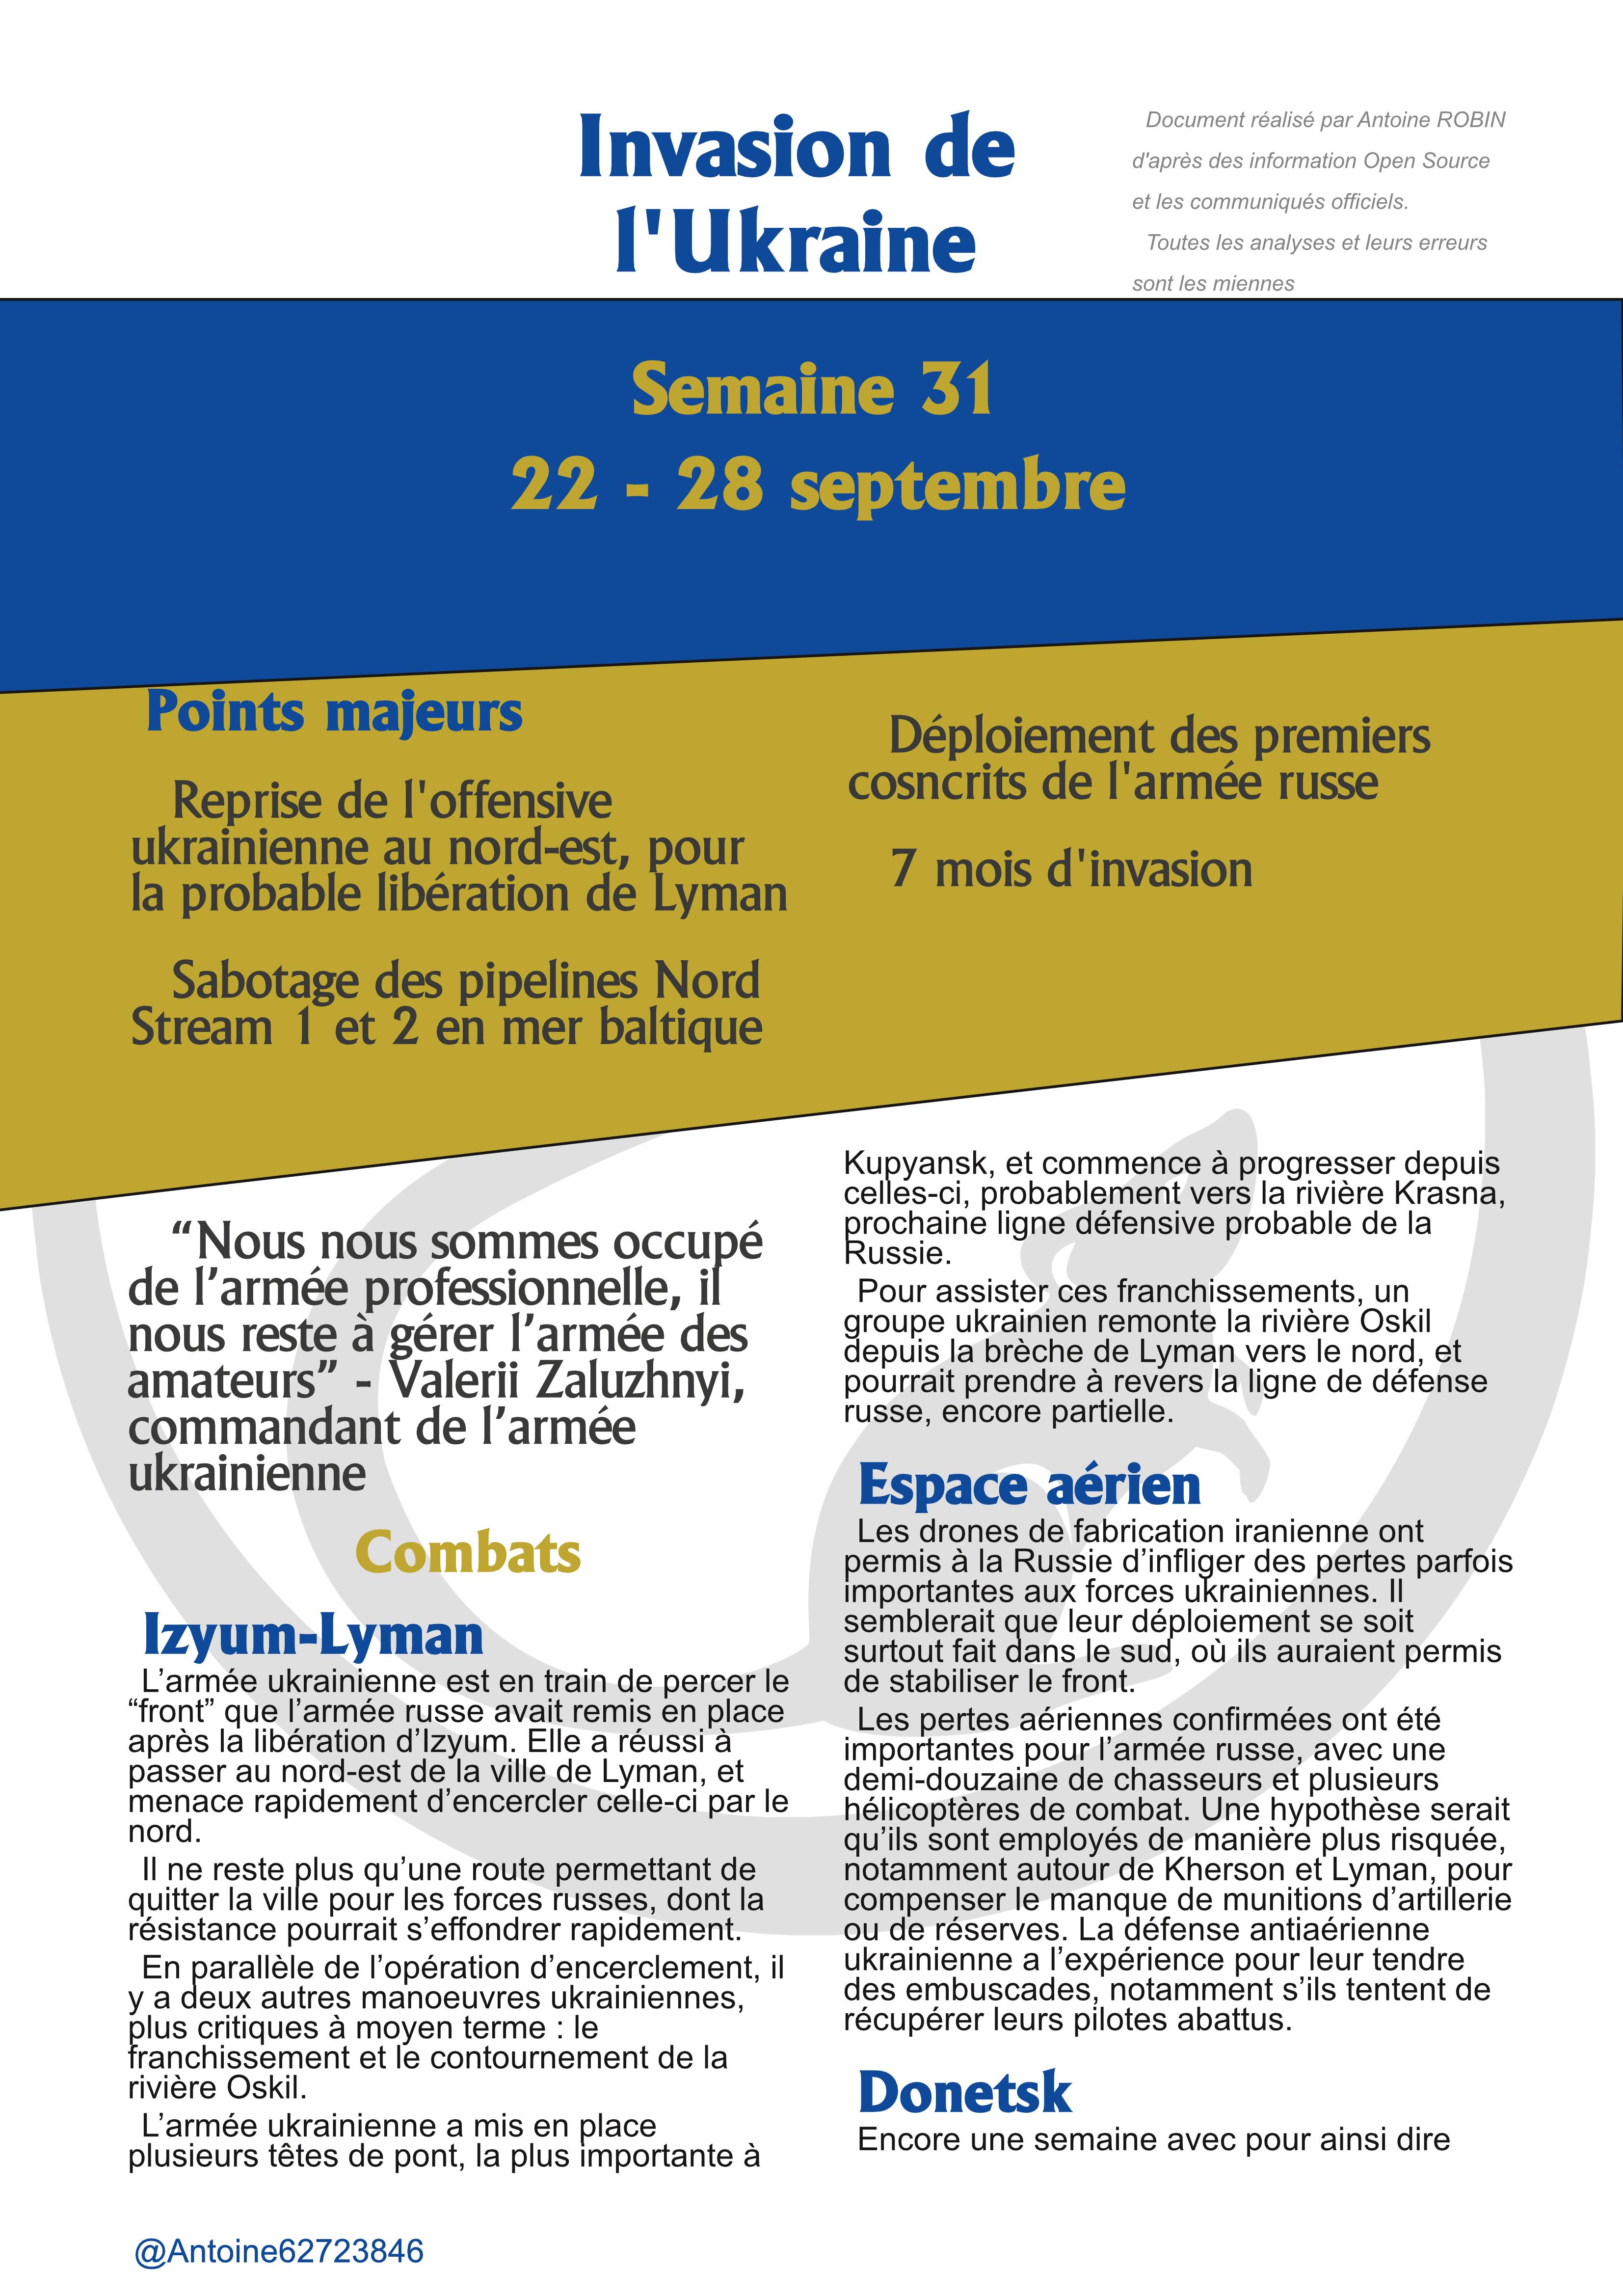 Invasion de
l'Ukraine
Document réalisé par Antoine ROBIN
d'après des information Open Source
et les communiqués officiels.
Toutes les analyses et leurs erreurs
sont les miennes
Semaine 31
22 - 28 septembre
Points majeurs
Reprise de l'offensive
ukrainienne au nord-est, pour
la probable libération de Lyman
Sabotage des pipelines Nord
Stream 1 et 2 en mer baltique
Déploiement des premiers
cosncrits de l'armée russe
7 mois d'invasion
“Nous nous sommes occupé
de l’armée professionnelle, il
nous reste à gérer l’armée des
amateurs” - Valerii Zaluzhnyi,
commandant de l’armée
ukrainienne
Combats
Izyum-Lyman
L’armée ukrainienne est en train de percer le
“front” que l’armée russe avait remis en place
après la libération d’Izyum. Elle a réussi à
passer au nord-est de la ville de Lyman, et
menace rapidement d’encercler celle-ci par le
nord.
Il ne reste plus qu’une route permettant de
quitter la ville pour les forces russes, dont la
résistance pourrait s’effondrer rapidement.
En parallèle de l’opération d’encerclement, il
y a deux autres manoeuvres ukrainiennes,
plus critiques à moyen terme : le
franchissement et le contournement de la
rivière Oskil.
L’armée ukrainienne a mis en place
plusieurs têtes de pont, la plus importante à
Kupyansk, et commence à progresser depuis
celles-ci, probablement vers la rivière Krasna,
prochaine ligne défensive probable de la
Russie.
Pour assister ces franchissements, un
groupe ukrainien remonte la rivière Oskil
depuis la brèche de Lyman vers le nord, et
pourrait prendre à revers la ligne de défense
russe, encore partielle.
Espace aérien
Les drones de fabrication iranienne ont
permis à la Russie d’infliger des pertes parfois
importantes aux forces ukrainiennes. Il
semblerait que leur déploiement se soit
surtout fait dans le sud, où ils auraient permis
de stabiliser le front.
Les pertes aériennes confirmées ont été
importantes pour l’armée russe, avec une
demi-douzaine de chasseurs et plusieurs
hélicoptères de combat. Une hypothèse serait
qu’ils sont employés de manière plus risquée,
notamment autour de Kherson et Lyman, pour
compenser le manque de munitions d’artillerie
ou de réserves. La défense antiaérienne
ukrainienne a l’expérience pour leur tendre
des embuscades, notamment s’ils tentent de
récupérer leurs pilotes abattus.
Donetsk
Encore une semaine avec pour ainsi dire
@Antoine62723846